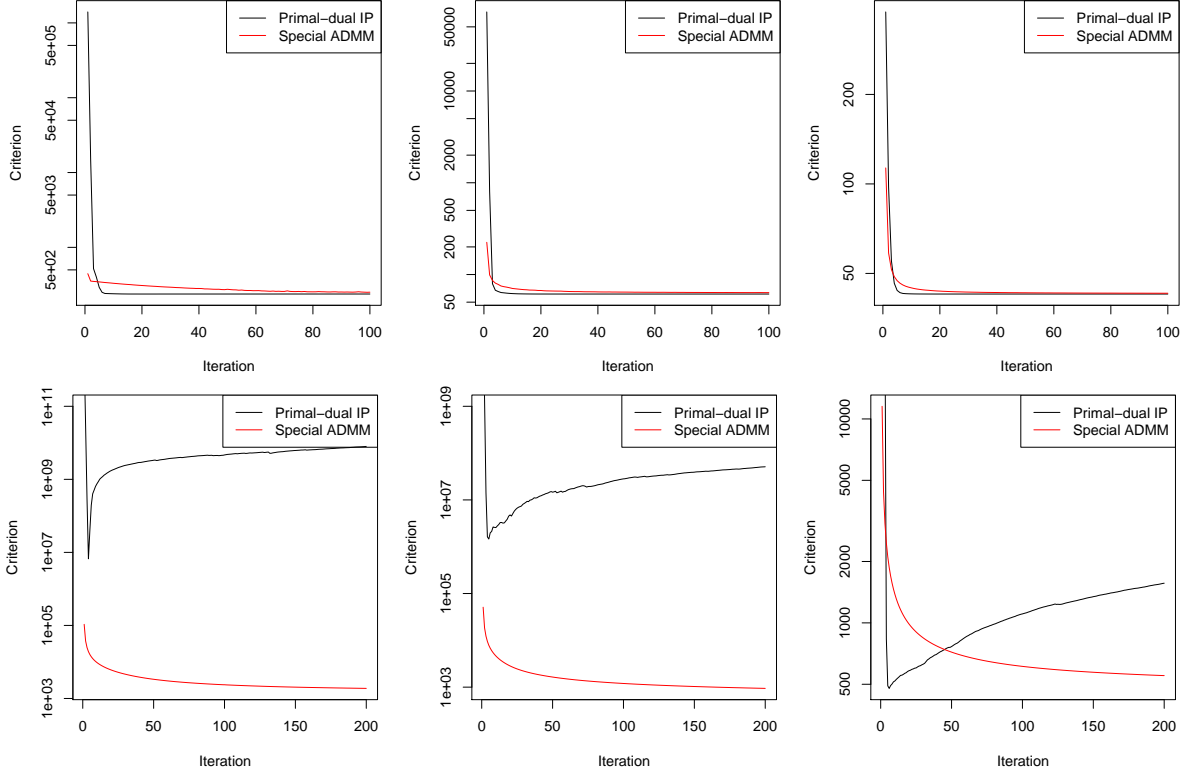 Primal−dual IP
Special ADMM
Criterion
5e+02
5e+03
5e+04
5e+05
0
20
40
60
80
100
Iteration
Primal−dual IP
Special ADMM
Criterion
50
200
500
2000
10000
50000
0
20
40
60
80
100
Iteration
Primal−dual IP
Special ADMM
Criterion
50
100
200
0
20
40
60
80
100
Iteration
Primal−dual IP
Special ADMM
Criterion
1e+03
1e+05
1e+07
1e+09
1e+11
0
50
100
150
200
Iteration
Primal−dual IP
Special ADMM
Criterion
1e+03
1e+05
1e+07
1e+09
0
50
100
150
200
Iteration
Primal−dual IP
Special ADMM
Criterion
500
1000
2000
5000
10000
0
50
100
150
200
Iteration